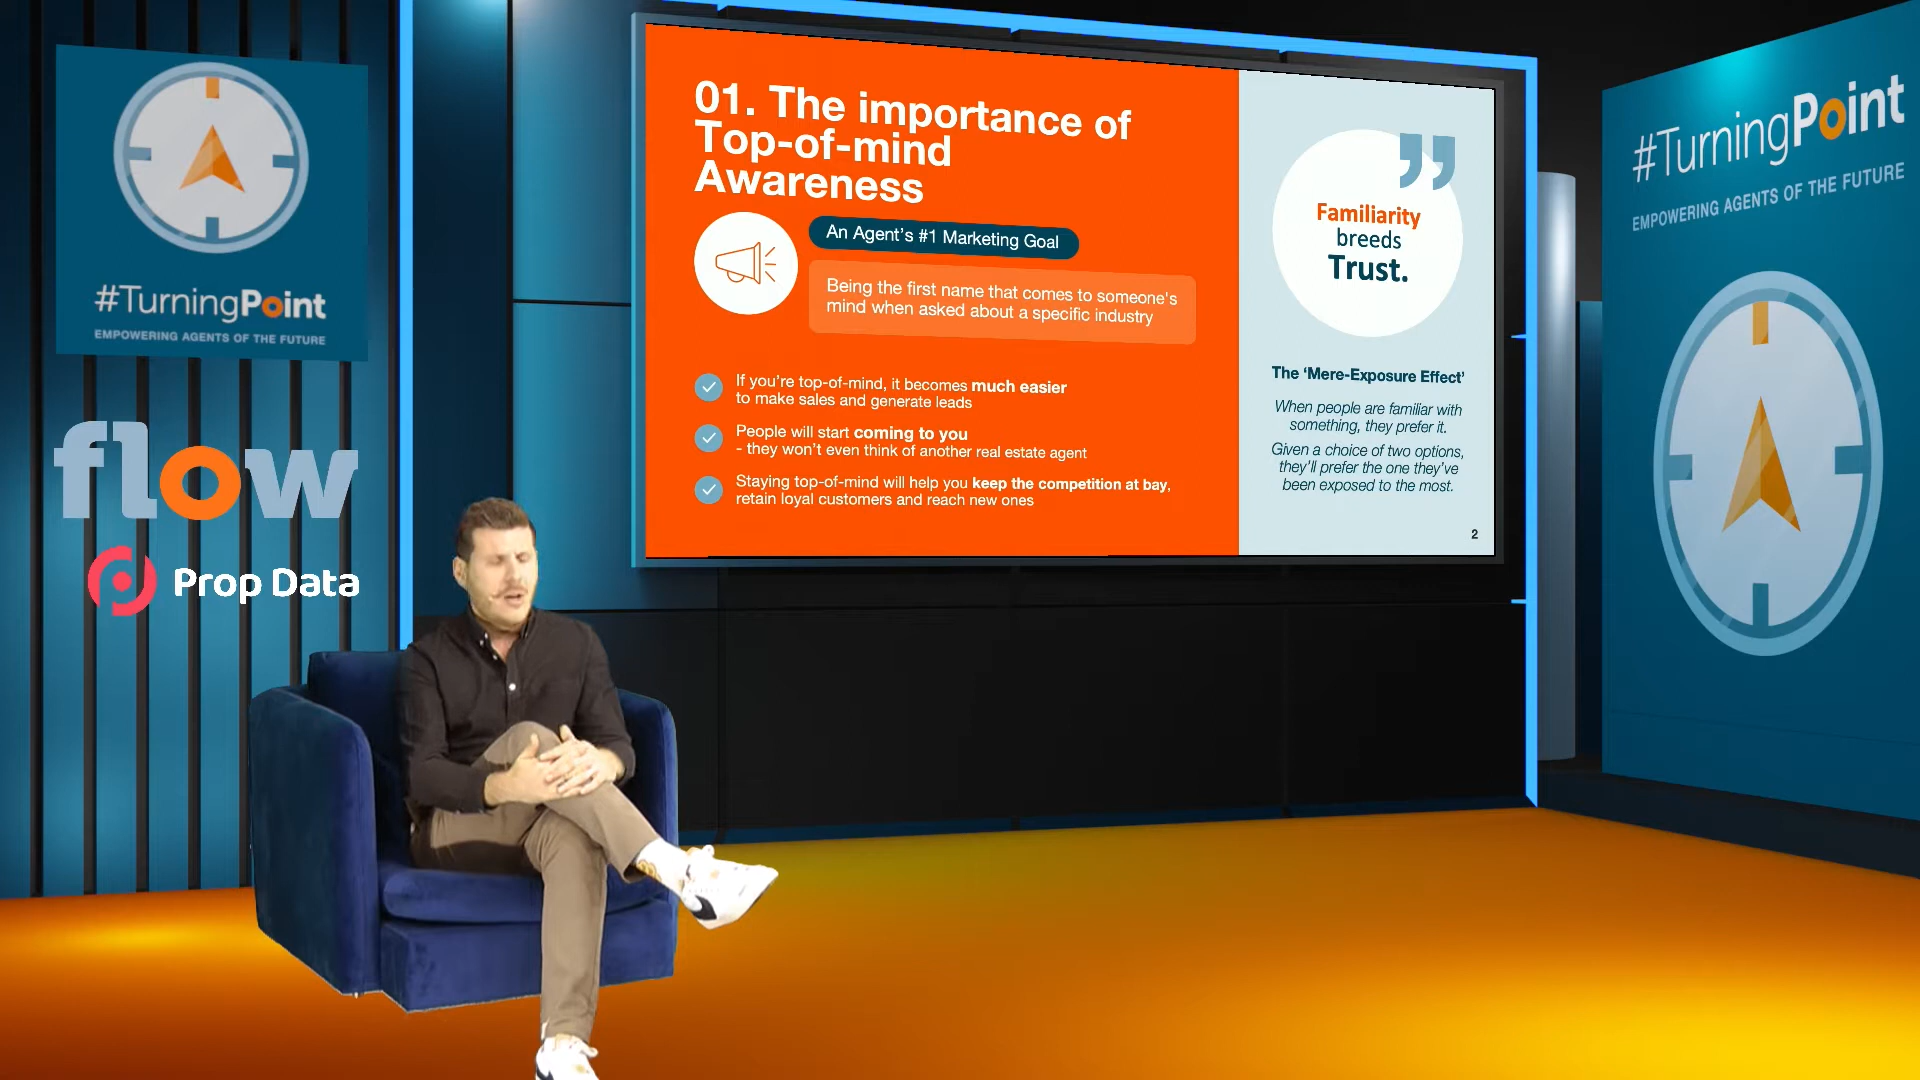 #TurningPoint
EMPOWERING AGENTS OF THE FUTURE
flow
Prop Data
01. The importance of
Top-of-mind
Awareness
An Agent's #1 Marketing Goal
Being the first name that comes to someone's
mind when asked about a specific industry
If you're top-of-mind, it becomes much easier
to make sales and generate leads
People will start coming to you
- they won't even think of another real estate agent
Staying top-of-mind will help you keep the competition at bay,
retain loyal customers and reach new ones
”
Familiarity
breeds
Trust.
The ‘Mere-Exposure Effect’
When people are familiar with
something, they prefer it.
Given a choice of two options,
they'll prefer the one they've
been exposed to the most.
2
#TurningPoint
EMPOWERING AGENTS OF THE FUTURE